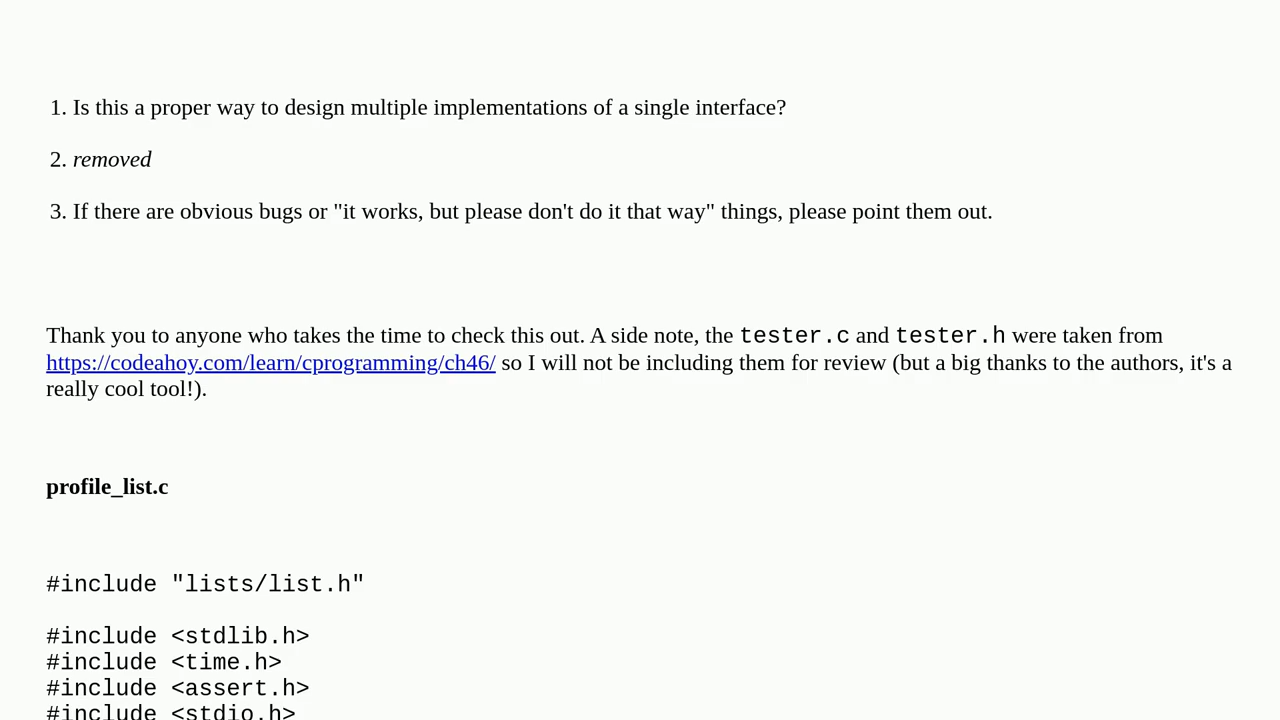 1. Is this a proper way to design multiple implementations of a single interface?
2. removed
3. If there are obvious bugs or "it works, but please don't do it that way" things, please point them out.
Thank you to anyone who takes the time to check this out. A side note, the tester.c and tester.h were taken from
https://codeahoy.com/learn/cprogramming/ch46/ so I will not be including them for review (but a big thanks to the authors, it's a
really cool tool!).
profile_list.c
#include "lists/list.h"
#include <stdlib.h>
#include <time.h>
#include <assert.h>
#include <stdio.h>